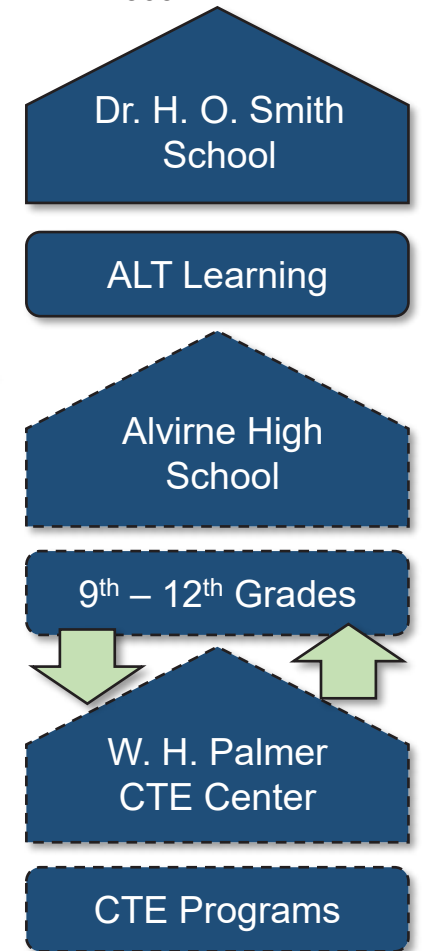 Dr. H. O. Smith
School
ALT Learning
Alvirne High
School
9th – 12th Grades
W. H. Palmer
CTE Center
CTE Programs